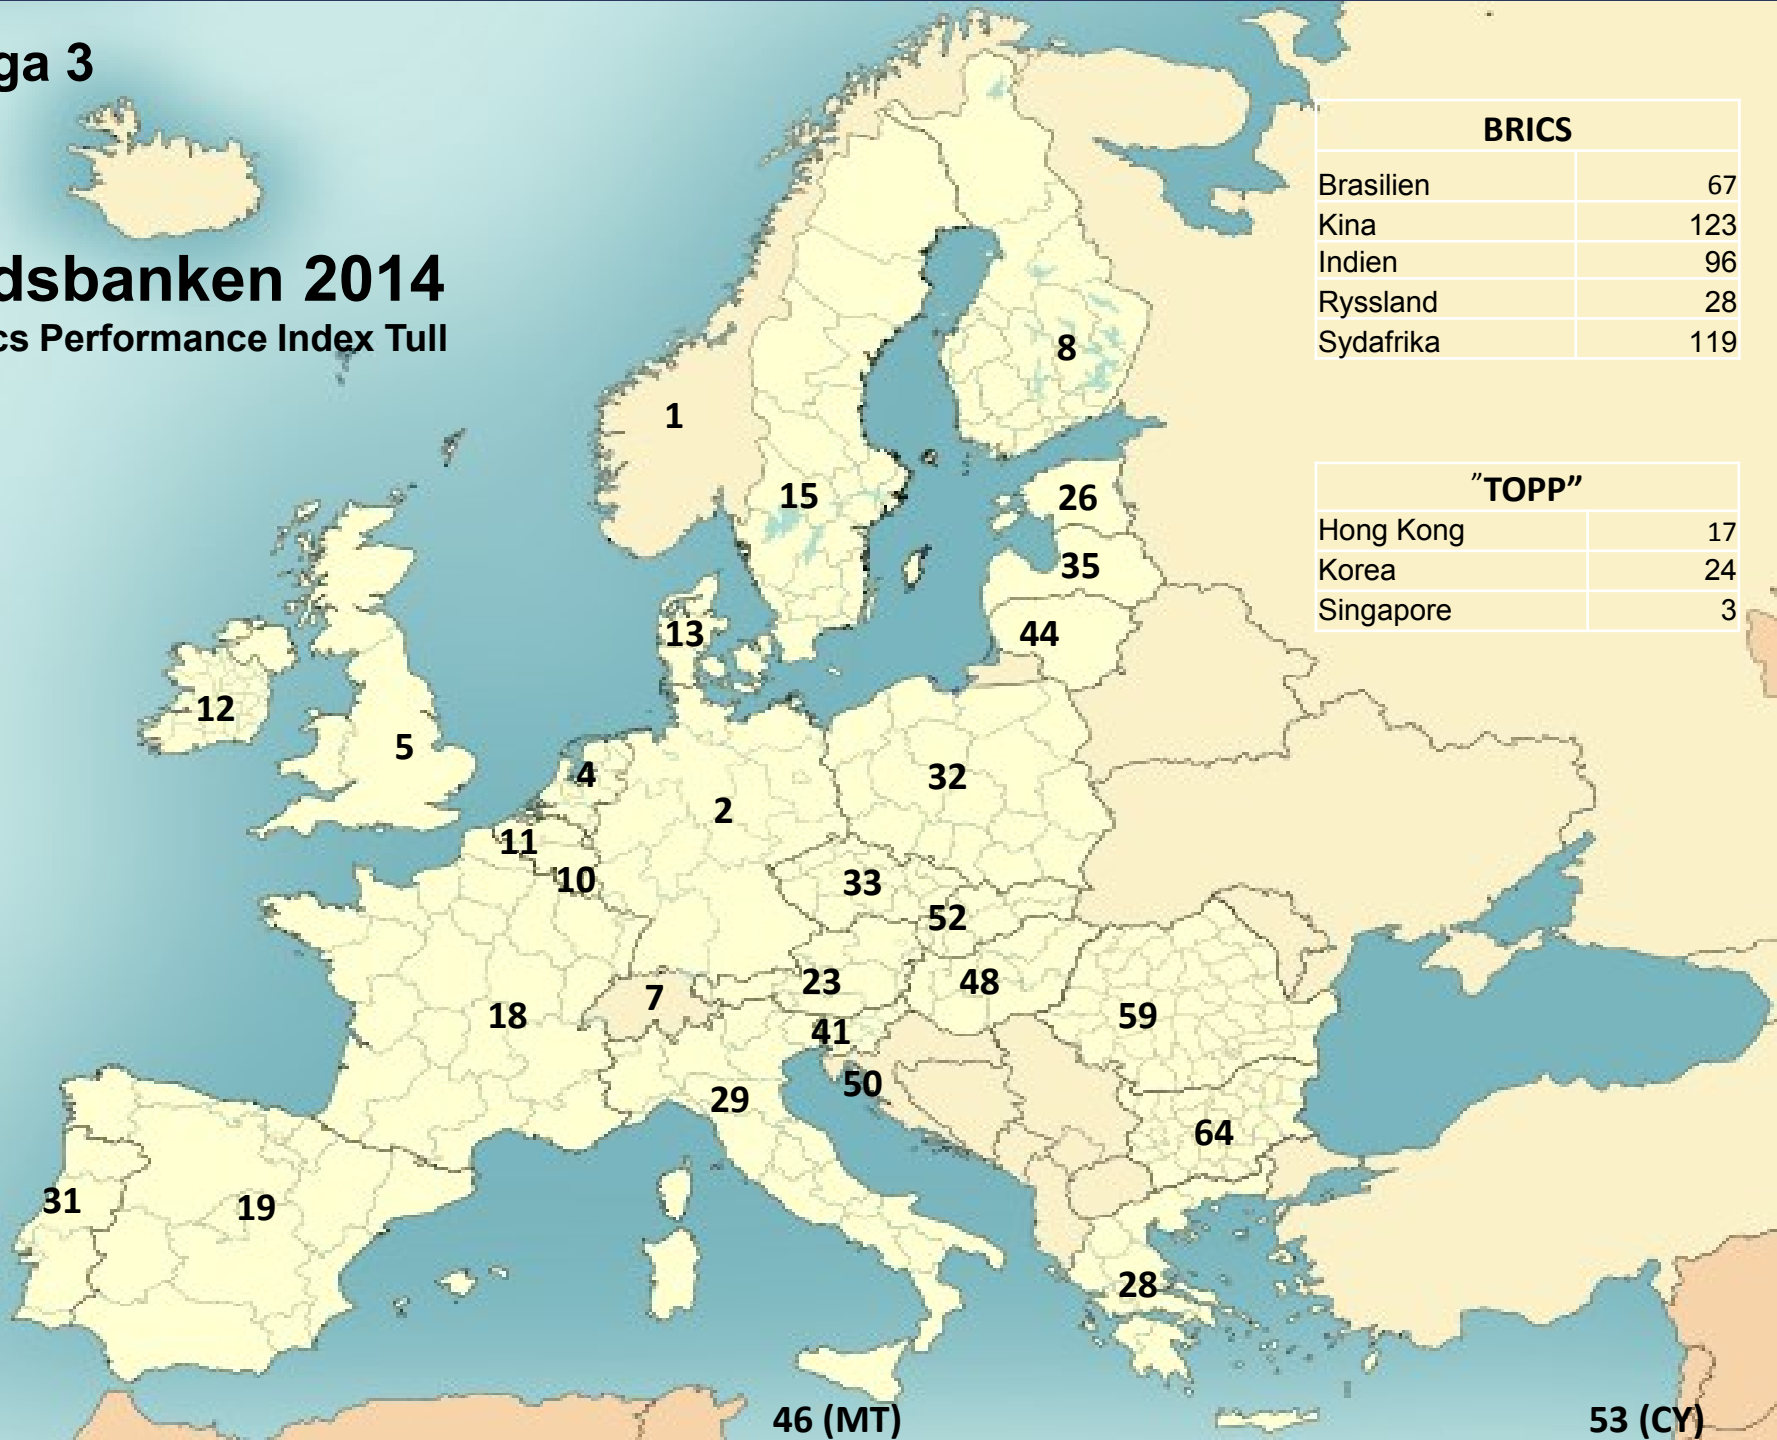 ga 3
dsbanken 2014
cs Performance Index Tull
BRICS
Brasilien 67
Kina 123
Indien 96
Ryssland 28
Sydafrika 119
”TOPP”
Hong Kong 17
Korea 24
Singapore 3
8
1
15
26
35
44
13
12
5
4
2
32
11
10
33
52
23
48
7
18
41
59
50
29
64
31
19
28
46 (MT)
53 (CY)